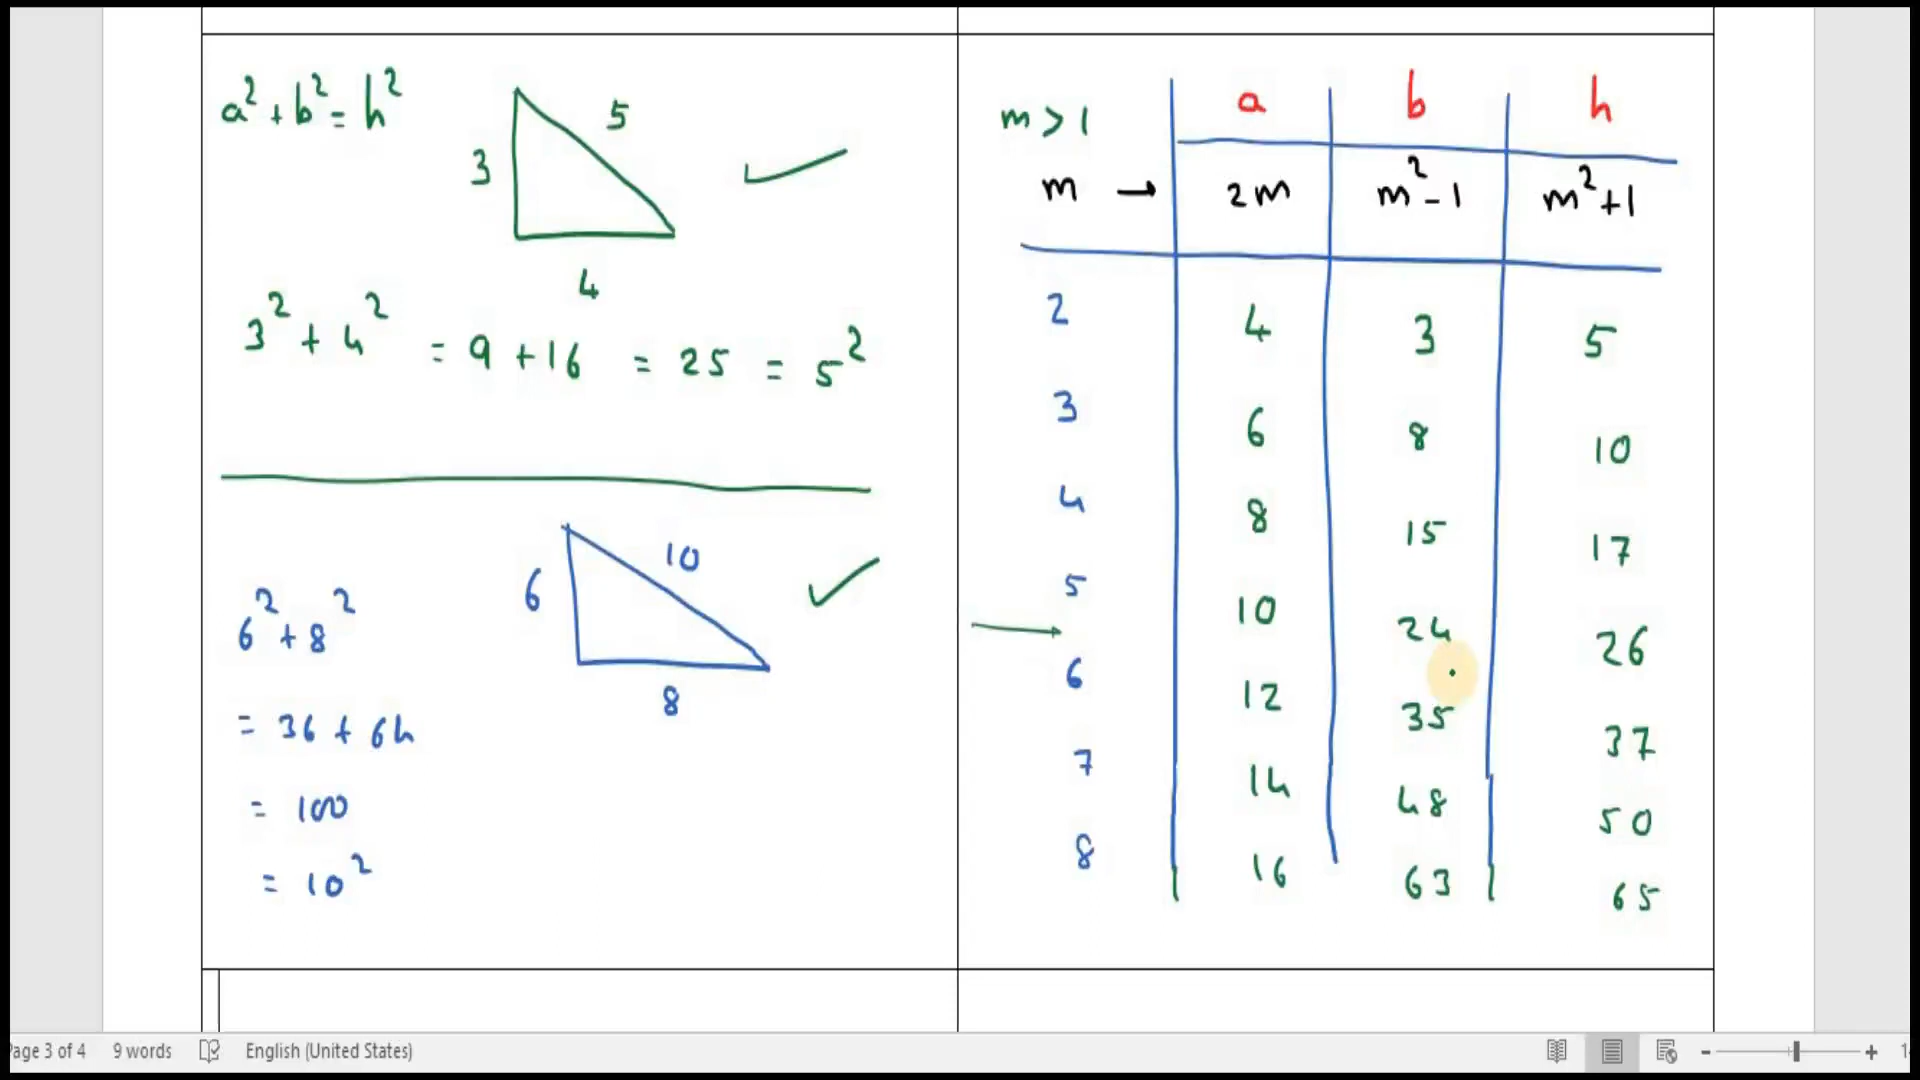 a² + b² = h²
5
3
4
3² + 4² = 9 + 16 = 25 = 5²
10
6
8
6² + 8²
= 36 + 64
= 100
= 10²
m > 1 a b h
m → 2m m² - 1 m² + 1
2 4 3 5
3 6 8 10
4 8 15 17
5 10 24 26
6 12 35 37
7 14 48 50
8 16 63 65
Page 3 of 4 9 words English (United States) - +